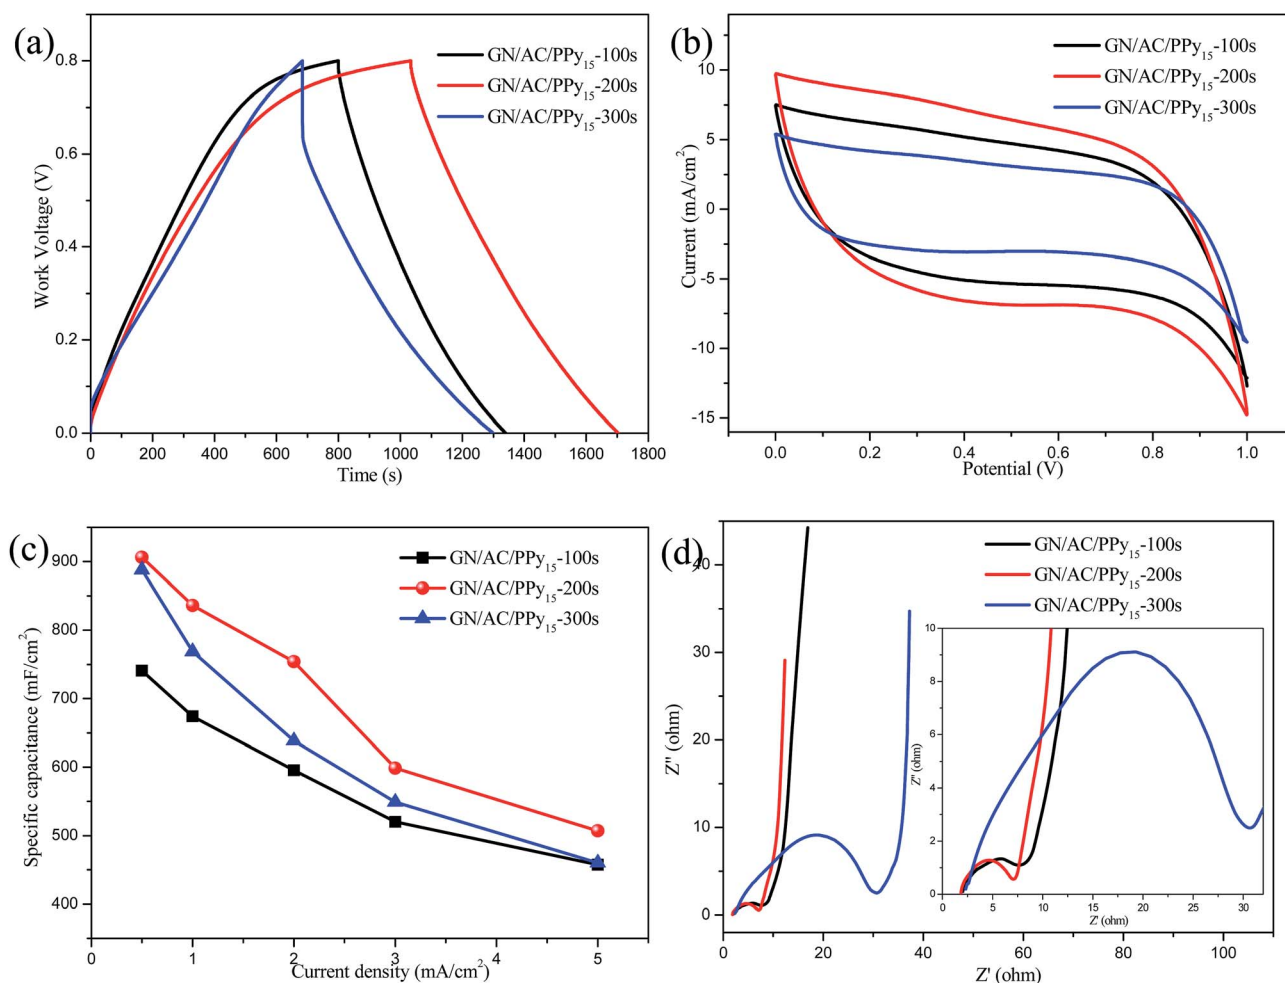 (a)
GN/AC/PPy15-100s
GN/AC/PPy15-200s
GN/AC/PPy15-300s
0.8
0.6
0.4
0.2
0.0
Work Voltage (V)
0 200 400 600 800 1000 1200 1400 1600 1800
Time (s)
(b)
GN/AC/PPy15-100s
GN/AC/PPy15-200s
GN/AC/PPy15-300s
10
5
0
-5
-10
-15
Current (mA/cm2)
0.0 0.2 0.4 0.6 0.8 1.0
Potential (V)
(c)
GN/AC/PPy15-100s
GN/AC/PPy15-200s
GN/AC/PPy15-300s
900
800
700
600
500
400
Specific capacitance (mF/cm2)
0 1 2 3 4 5
Current density (mA/cm2)
(d)
GN/AC/PPy15-100s
GN/AC/PPy15-200s
GN/AC/PPy15-300s
40
30
20
10
0
Z'' (ohm)
0 20 40 60 80 100
Z' (ohm)
10
8
6
4
2
0
Z'' (ohm)
0 5 10 15 20 25 30
Z' (ohm)